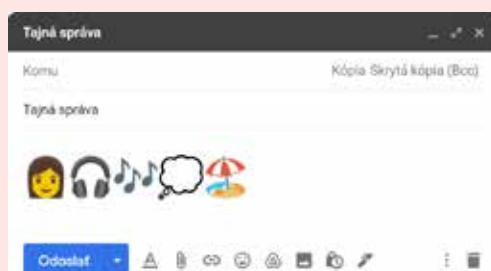 Tajná správa
Komu Kópia Skrytá kópia (Bcc)
Tajná správa
Odoslať